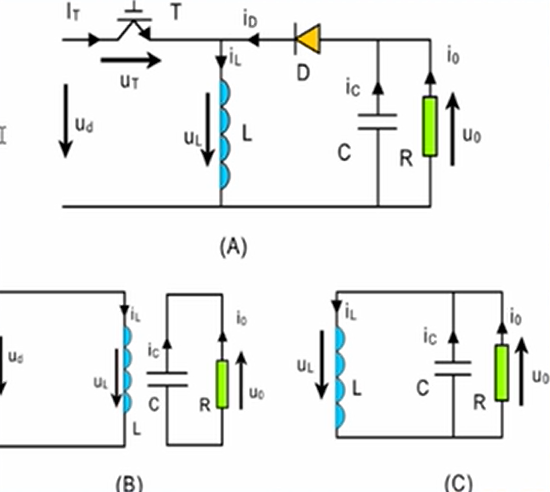 I_T T i_D
i_L D i_C i_0
u_T
u_d u_L L C R u_0
(A)
i_L i_C i_0 i_L i_C i_0
u_d u_L C R u_0 u_L L C R u_0
L
(B) (C)